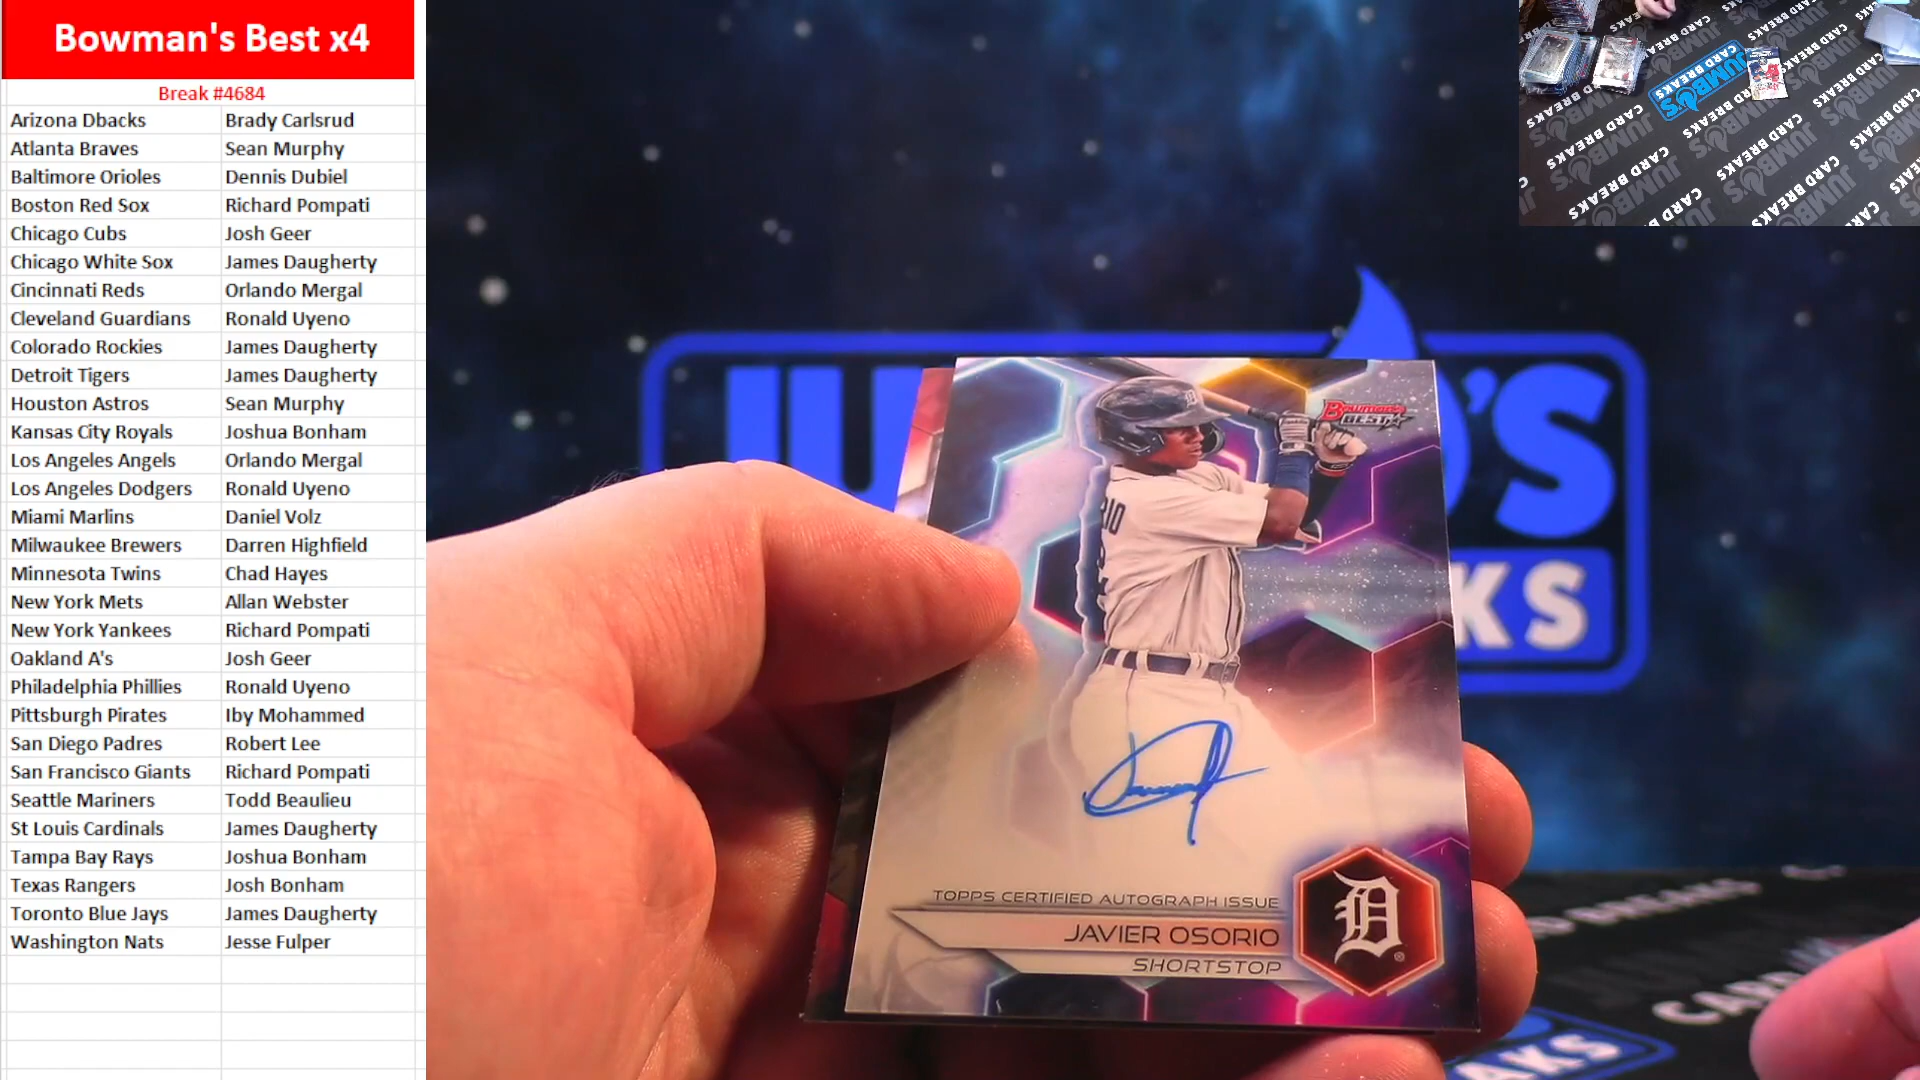 Bowman's Best x4
Break #4684
Arizona Dbacks Brady Carlsrud
Atlanta Braves Sean Murphy
Baltimore Orioles Dennis Dubiel
Boston Red Sox Richard Pompati
Chicago Cubs Josh Geer
Chicago White Sox James Daugherty
Cincinnati Reds Orlando Mergal
Cleveland Guardians Ronald Uyeno
Colorado Rockies James Daugherty
Detroit Tigers James Daugherty
Houston Astros Sean Murphy
Kansas City Royals Joshua Bonham
Los Angeles Angels Orlando Mergal
Los Angeles Dodgers Ronald Uyeno
Miami Marlins Daniel Volz
Milwaukee Brewers Darren Highfield
Minnesota Twins Chad Hayes
New York Mets Allan Webster
New York Yankees Richard Pompati
Oakland A's Josh Geer
Philadelphia Phillies Ronald Uyeno
Pittsburgh Pirates Iby Mohammed
San Diego Padres Robert Lee
San Francisco Giants Richard Pompati
Seattle Mariners Todd Beaulieu
St Louis Cardinals James Daugherty
Tampa Bay Rays Joshua Bonham
Texas Rangers Josh Bonham
Toronto Blue Jays James Daugherty
Washington Nats Jesse Fulper
JUMBO'S
CARD BREAKS
Bowman's
BEST
TOPPS CERTIFIED AUTOGRAPH ISSUE
JAVIER OSORIO
SHORTSTOP
D